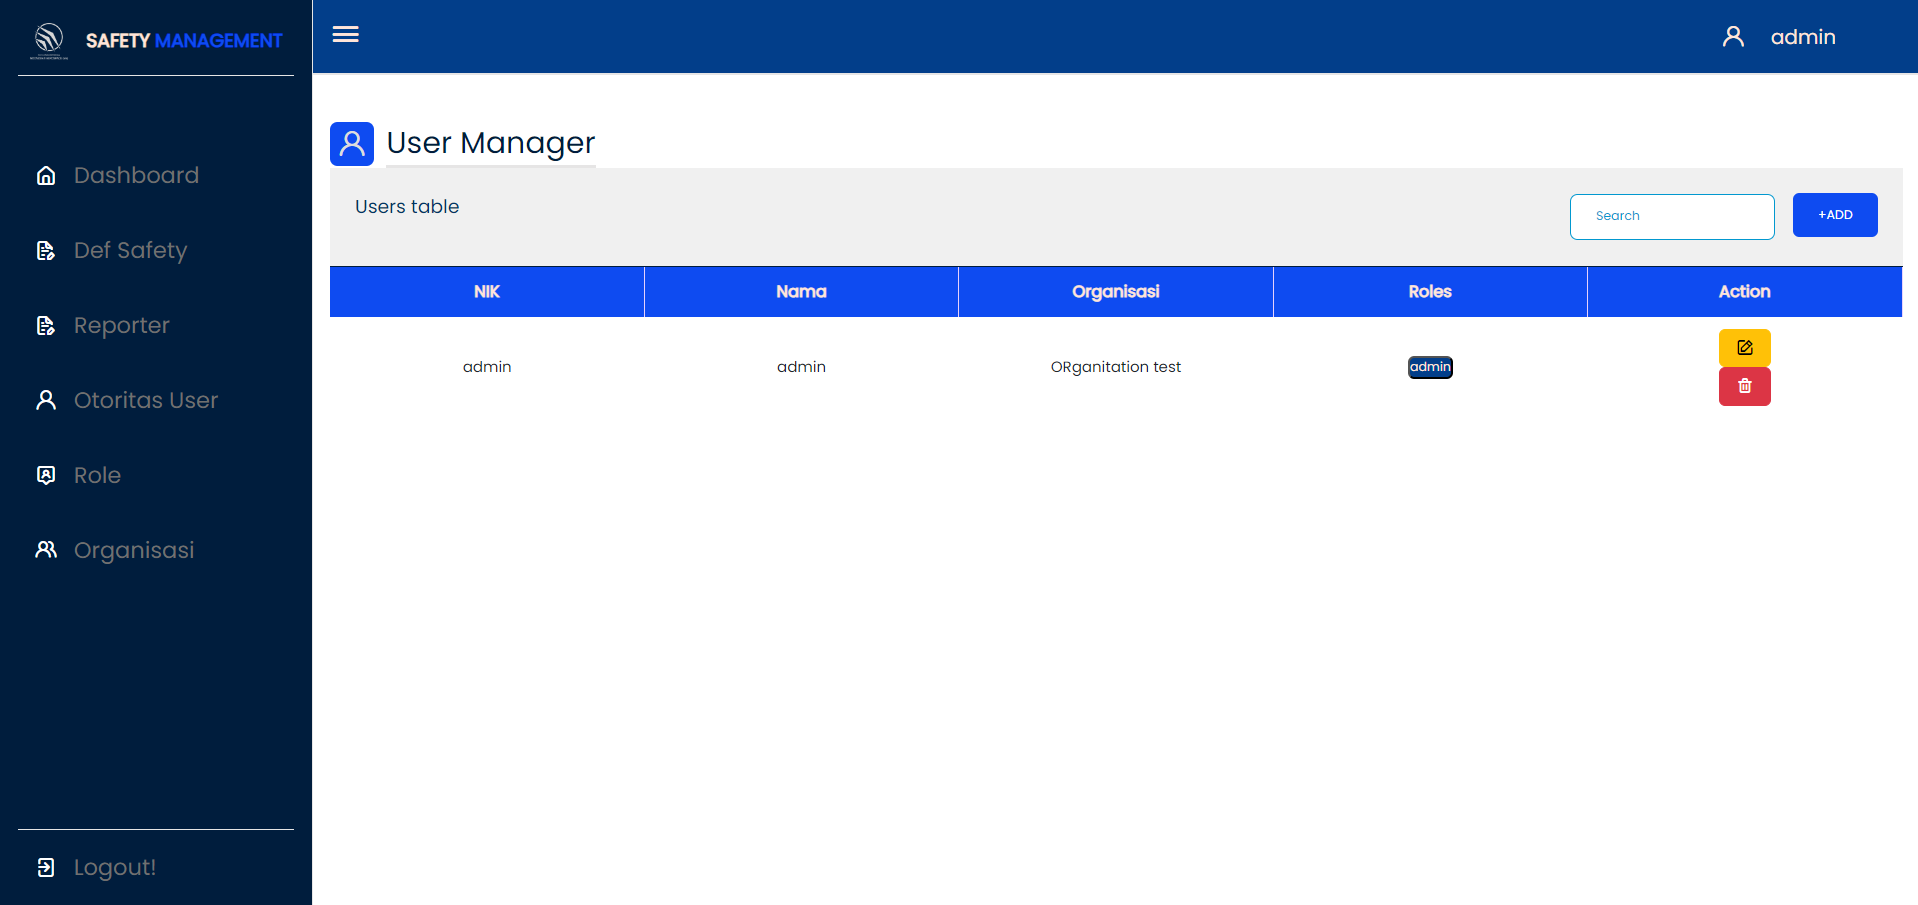 SAFETY MANAGEMENT
admin
Dashboard
Def Safety
Reporter
Otoritas User
Role
Organisasi
Logout!
User Manager
Users table
Search
+ADD
NIK Nama Organisasi Roles Action
admin admin ORganitation test admin